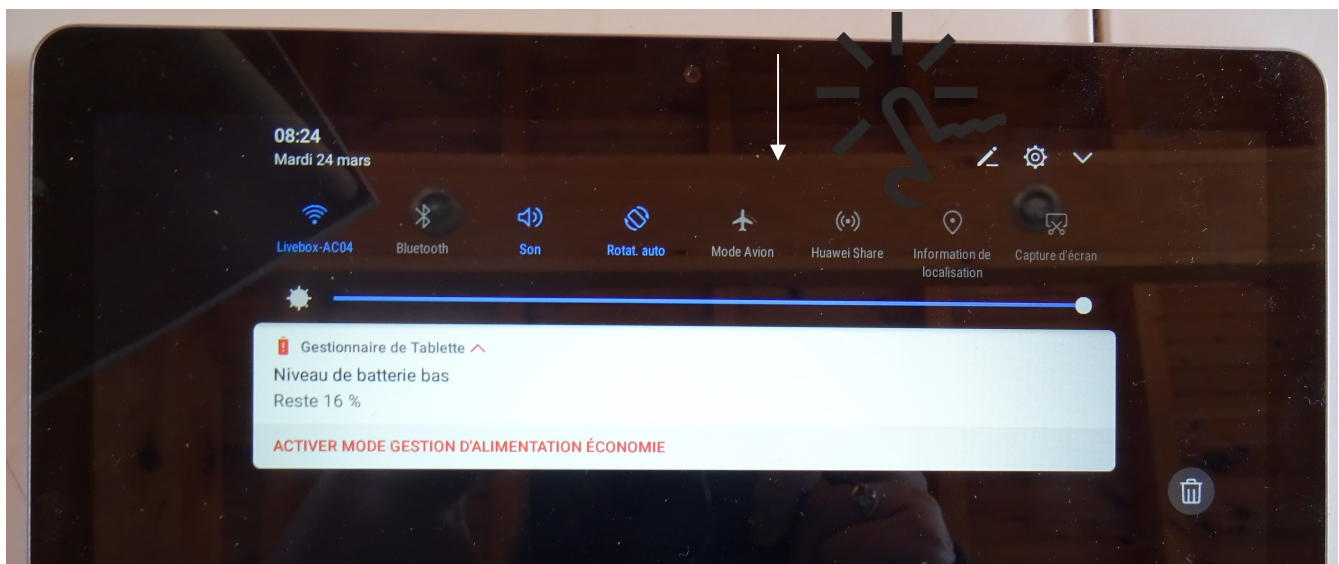 08:24
Mardi 24 mars
Livebox-AC04
Bluetooth
Son
Rotat. auto
Mode Avion
Huawei Share
Information de
localisation
Capture d'écran
Gestionnaire de Tablette
Niveau de batterie bas
Reste 16 %
ACTIVER MODE GESTION D'ALIMENTATION ÉCONOMIE